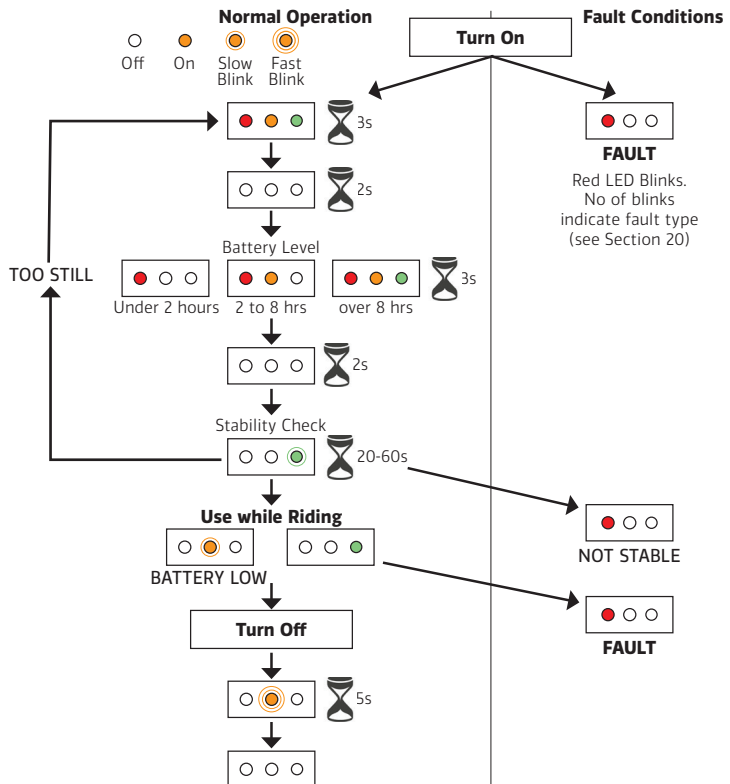 Normal Operation
Fault Conditions
Off
On
Slow
Blink
Fast
Blink
Turn On
3s
FAULT
Red LED Blinks.
No of blinks
indicate fault type
(see Section 20)
2s
Battery Level
TOO STILL
3s
Under 2 hours
2 to 8 hrs
over 8 hrs
2s
Stability Check
20-60s
Use while Riding
NOT STABLE
BATTERY LOW
Turn Off
FAULT
5s